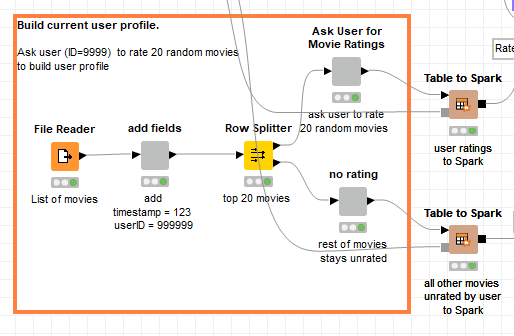 Build current user profile.
Ask user (ID=9999)  to rate 20 random movies
to build user profile
Ask User for
Movie Ratings
ask user to rate
20 random movies
Rate
Table to Spark
user ratings
to Spark
File Reader
List of movies
add fields
add
timestamp = 123
userID = 999999
Row Splitter
top 20 movies
no rating
rest of movies
stays unrated
Table to Spark
all other movies
unrated by user
to Spark